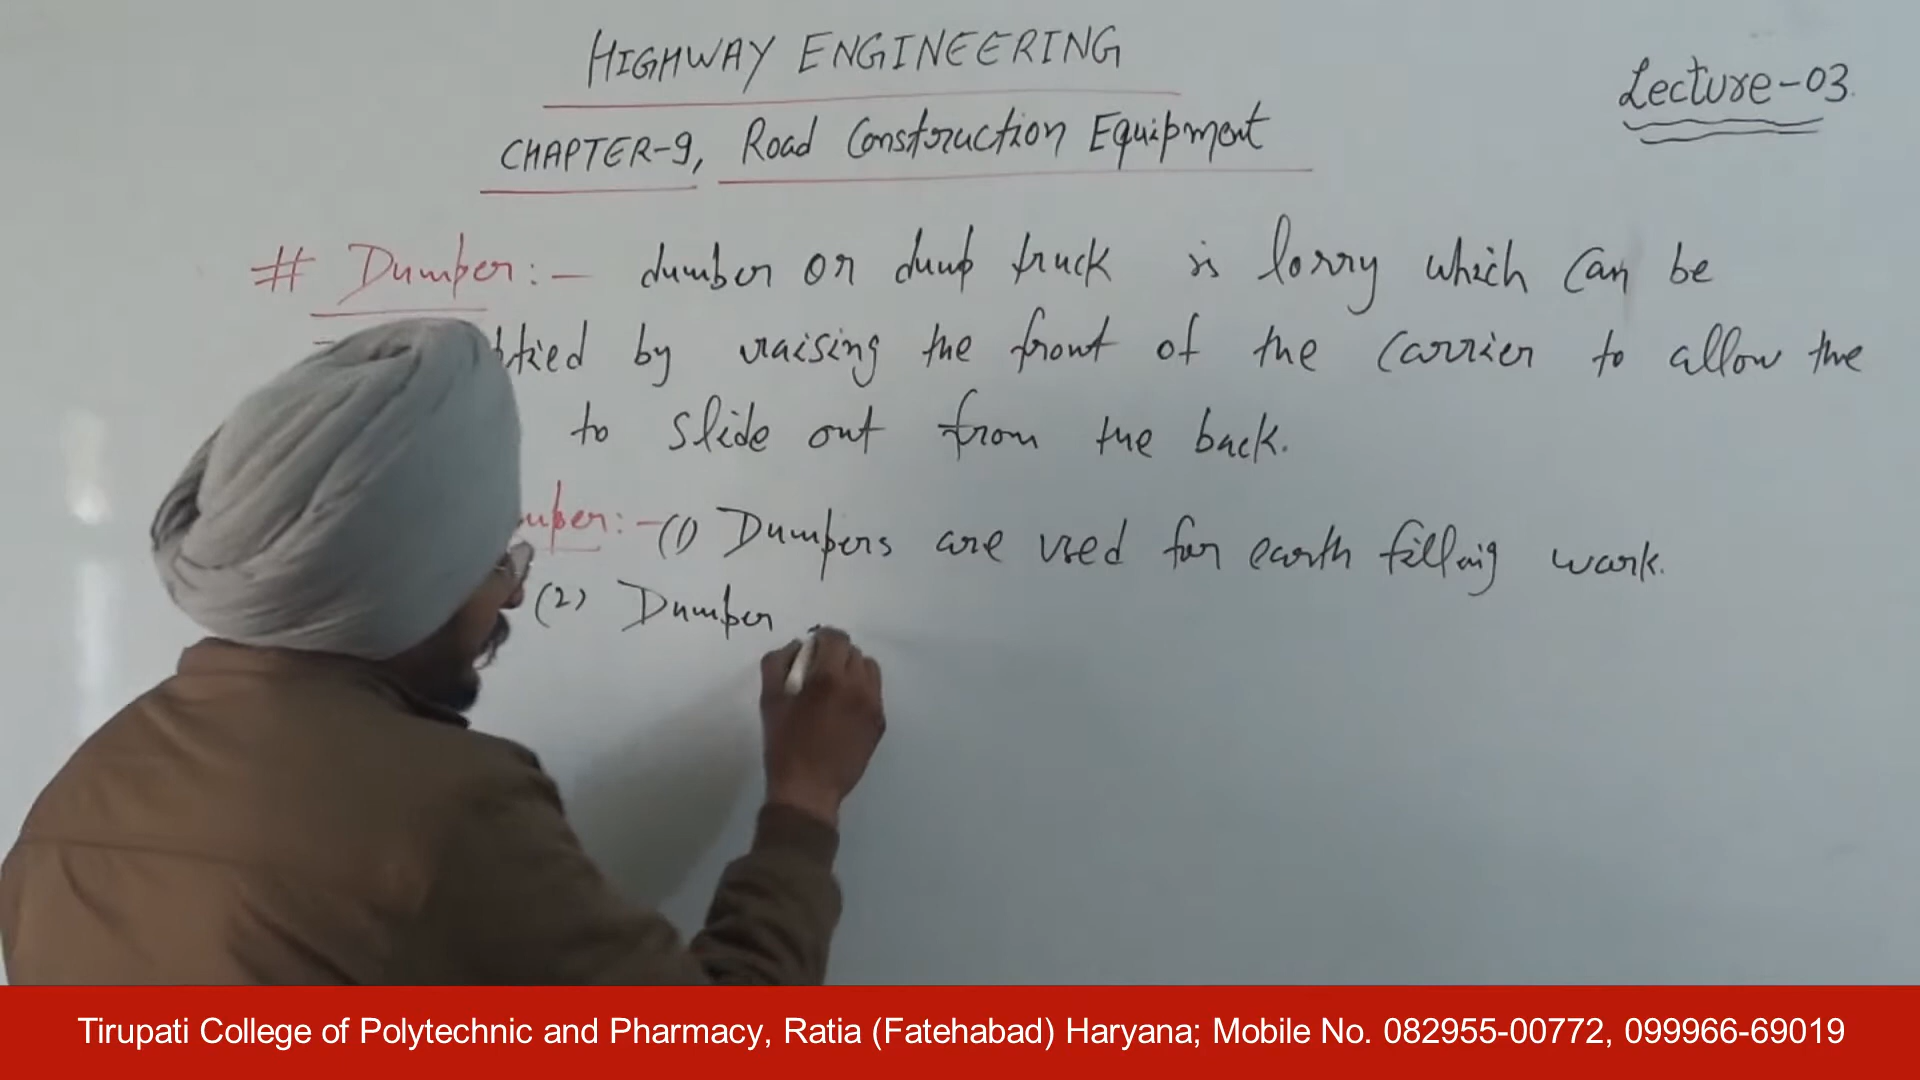 HIGHWAY ENGINEERING
Lecture-03
CHAPTER-9, Road Construction Equipment
# Dumper:- dumber or dump truck is lorry which can be
by raising the front of the carrier to allow the
to slide out from the back.
(1) Dumpers are used for earth filling work.
(2) Dumper
Tirupati College of Polytechnic and Pharmacy, Ratia (Fatehabad) Haryana; Mobile No. 082955-00772, 099966-69019